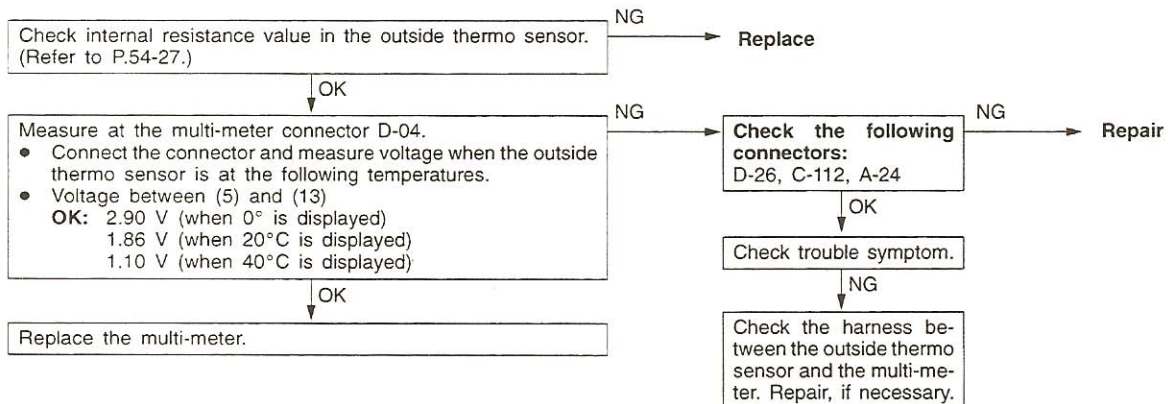 Check internal resistance value in the outside thermo sensor.
(Refer to P.54-27.)
NG
Replace
OK
Measure at the multi-meter connector D-04.
● Connect the connector and measure voltage when the outside
thermo sensor is at the following temperatures.
● Voltage between (5) and (13)
OK: 2.90 V (when 0° is displayed)
1.86 V (when 20°C is displayed)
1.10 V (when 40°C is displayed)
NG
Check the following
connectors:
D-26, C-112, A-24
NG
Repair
OK
Check trouble symptom.
NG
Check the harness be-
tween the outside thermo
sensor and the multi-me-
ter. Repair, if necessary.
OK
Replace the multi-meter.